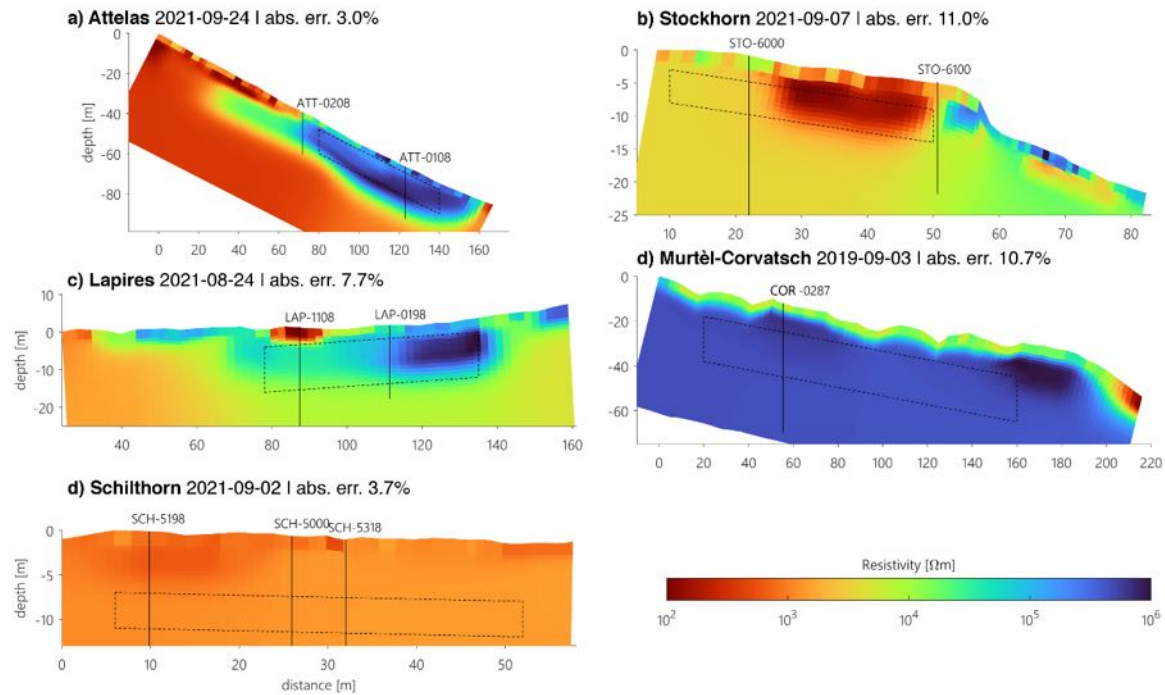 a) Attelas 2021-09-24 | abs. err. 3.0%
0
-20
-40
-60
-80
depth [m]
ATT-0208
ATT-0108
0 20 40 60 80 100 120 140 160
b) Stockhorn 2021-09-07 | abs. err. 11.0%
STO-6000
STO-6100
0
-5
-10
-15
-20
-25
5 10 20 30 40 50 60 70 80
c) Lapires 2021-08-24 | abs. err. 7.7%
10
0
-10
-20
depth [m]
LAP-1108
LAP-0198
40 60 80 100 120 140 160
d) Murtèl-Corvatsch 2019-09-03 | abs. err. 10.7%
COR -0287
0
-20
-40
-60
0 20 40 60 80 100 120 140 160 180 200 220
d) Schilthorn 2021-09-02 | abs. err. 3.7%
SCH-5198
SCH-5000
SCH-5318
0
-5
-10
depth [m]
0 10 20 30 40 50
distance [m]
Resistivity [Ωm]
10² 10³ 10⁴ 10⁵ 10⁶